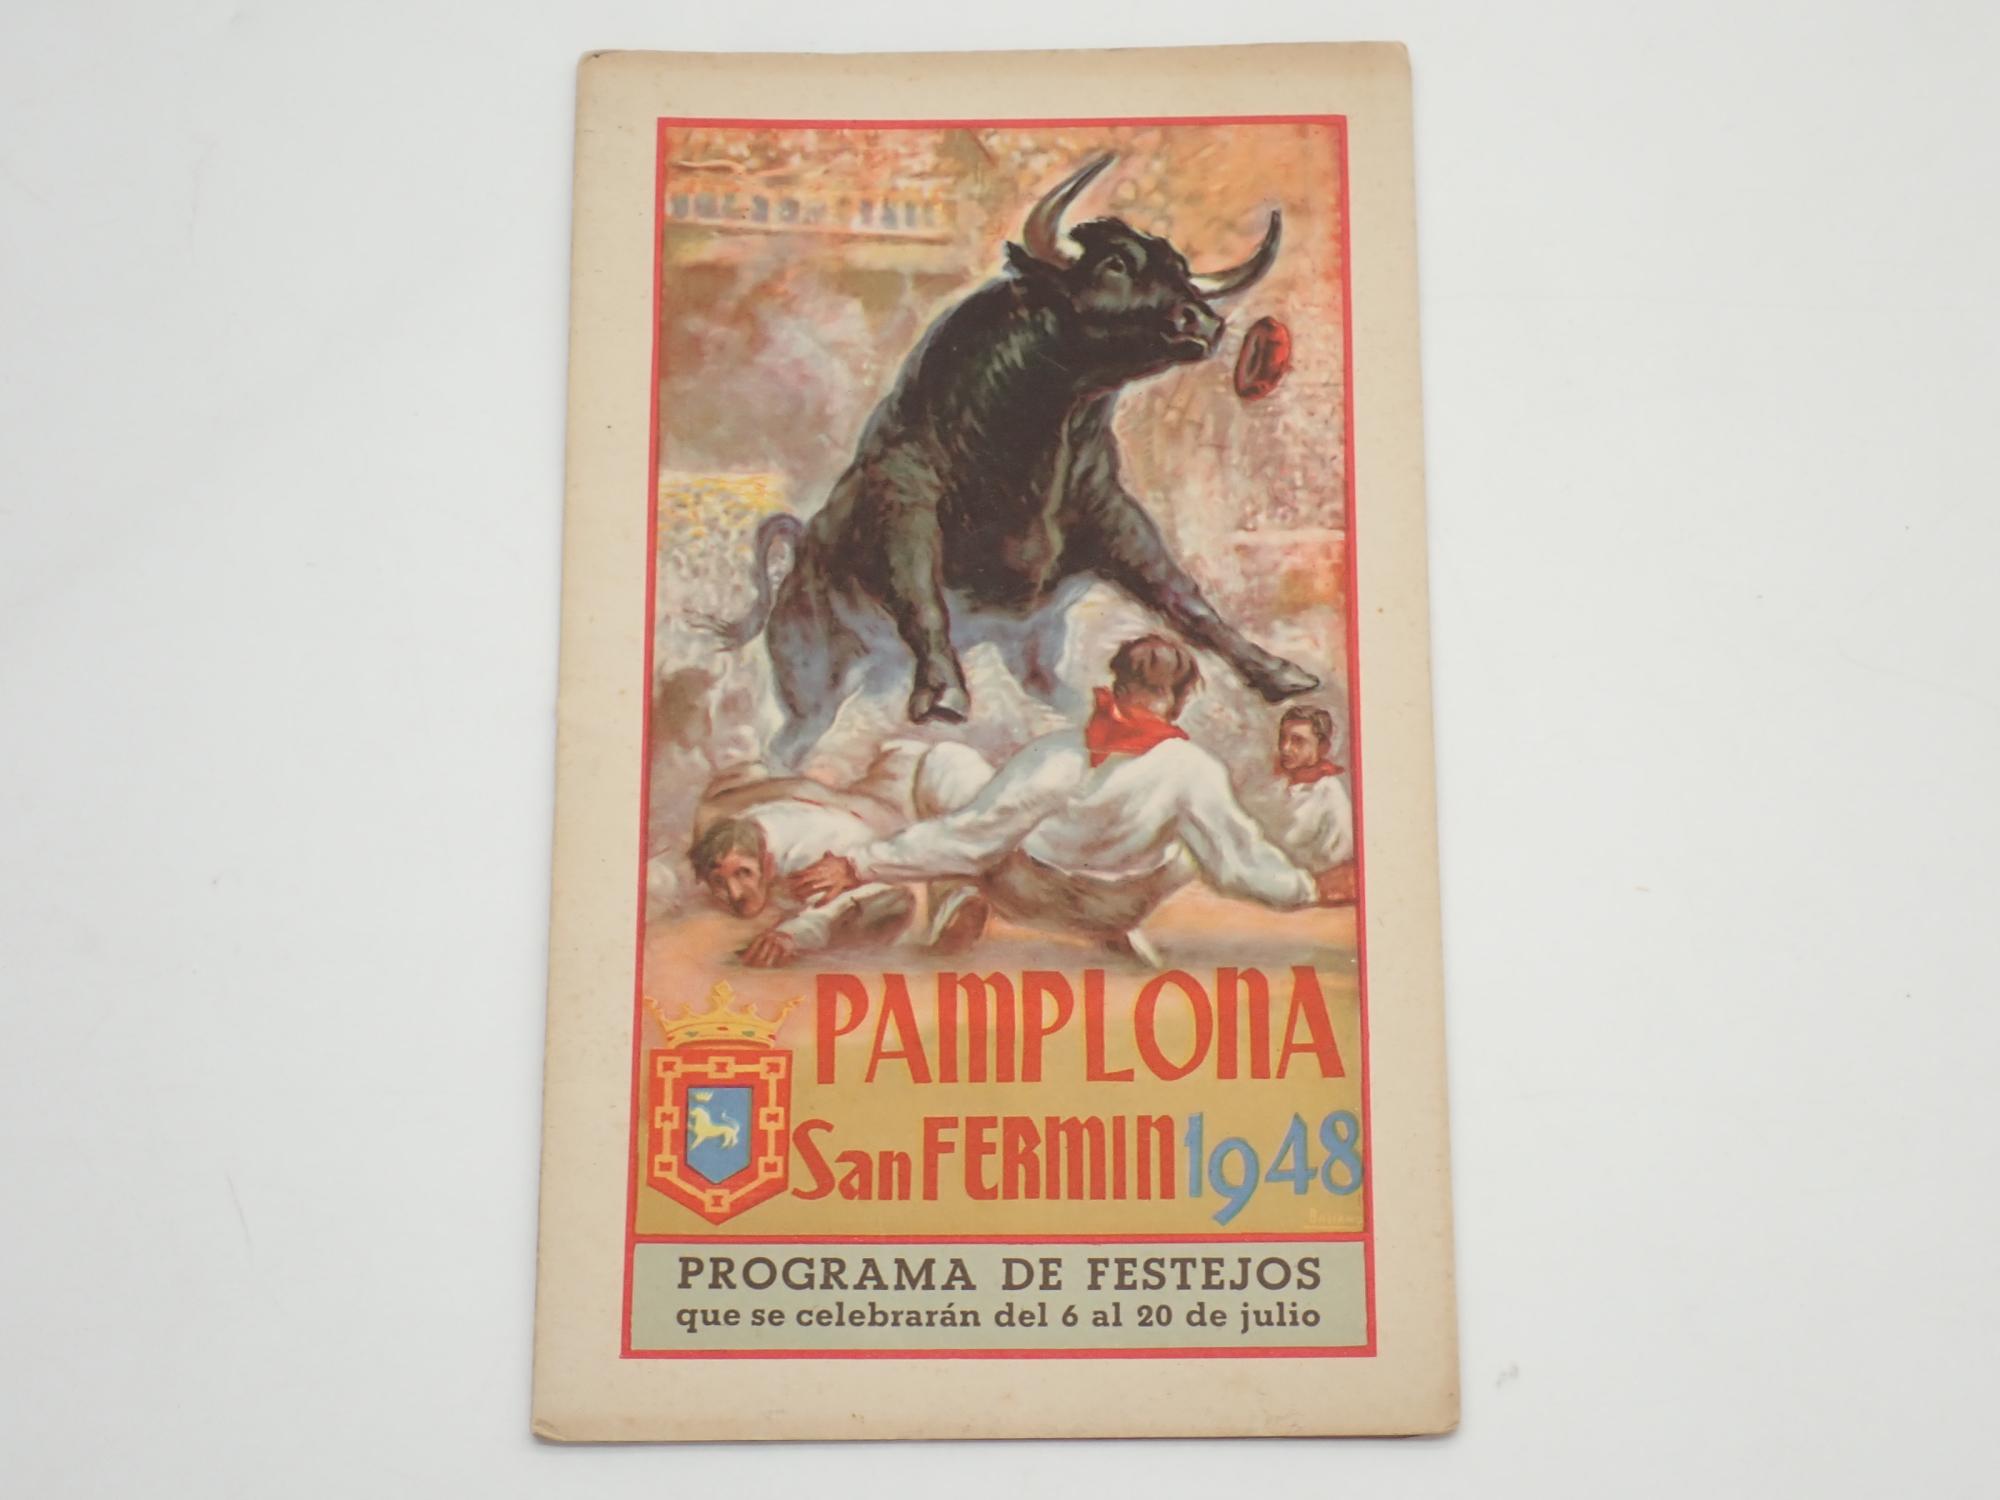 PAMPLONA
San FERMIN 1948
PROGRAMA DE FESTEJOS
que se celebrarán del 6 al 20 de julio